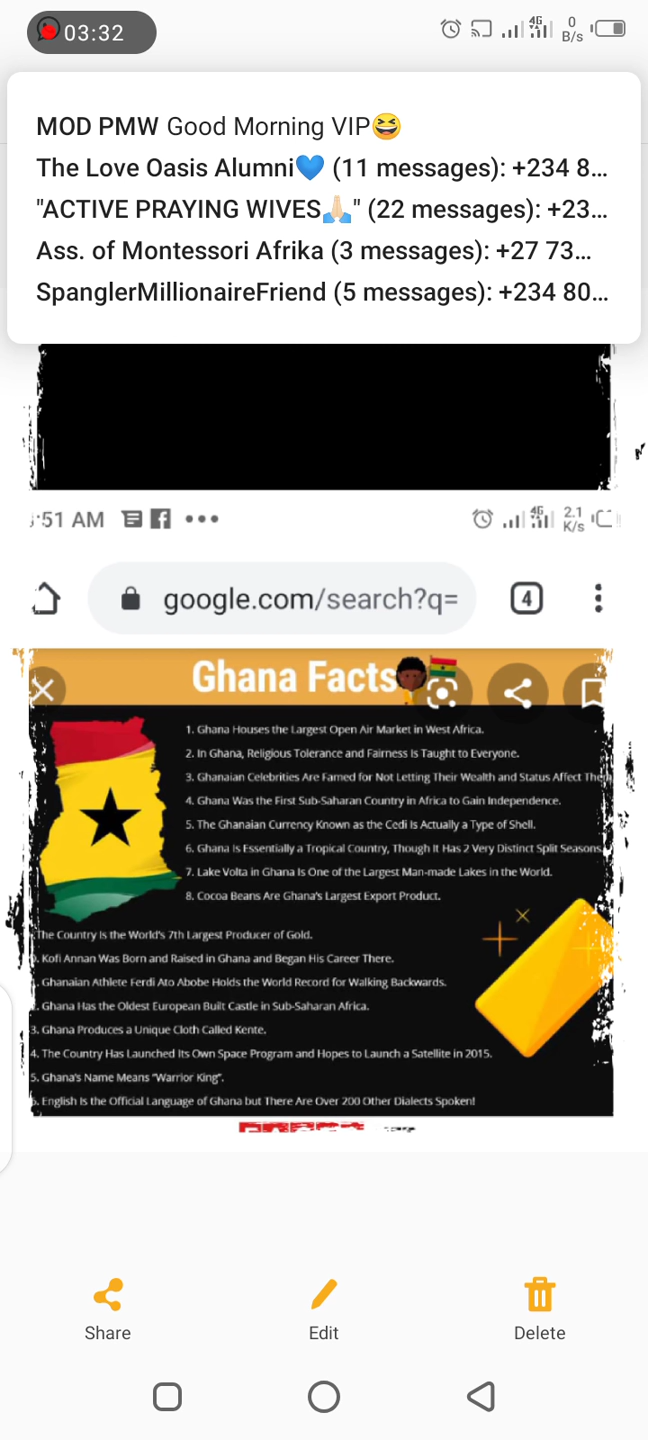 03:32
4G
0
B/s
MOD PMW Good Morning VIP😆
The Love Oasis Alumni💙 (11 messages): +234 8...
"ACTIVE PRAYING WIVES🙏🏻" (22 messages): +23...
Ass. of Montessori Afrika (3 messages): +27 73...
SpanglerMillionaireFriend (5 messages): +234 80...
:51 AM
4G
2.1
K/s
google.com/search?q=
4
Ghana Facts
1. Ghana Houses the Largest Open Air Market in West Africa.
2. In Ghana, Religious Tolerance and Fairness Is Taught to Everyone.
3. Ghanaian Celebrities Are Famed for Not Letting Their Wealth and Status Affect Them
4. Ghana Was the First Sub-Saharan Country in Africa to Gain Independence.
5. The Ghanaian Currency Known as the Cedi Is Actually a Type of Shell.
6. Ghana Is Essentially a Tropical Country, Though It Has 2 Very Distinct Split Seasons
7. Lake Volta in Ghana Is One of the Largest Man-made Lakes in the World.
8. Cocoa Beans Are Ghana's Largest Export Product.
.The Country Is the World's 7th Largest Producer of Gold.
. Kofi Annan Was Born and Raised in Ghana and Began His Career There.
. Ghanaian Athlete Ferdi Ato Abobe Holds the World Record for Walking Backwards.
. Ghana Has the Oldest European Built Castle in Sub-Saharan Africa.
3. Ghana Produces a Unique Cloth Called Kente.
4. The Country Has Launched Its Own Space Program and Hopes to Launch a Satellite in 2015.
5. Ghana's Name Means "Warrior King".
. English Is the Official Language of Ghana but There Are Over 200 Other Dialects Spoken!
Share
Edit
Delete